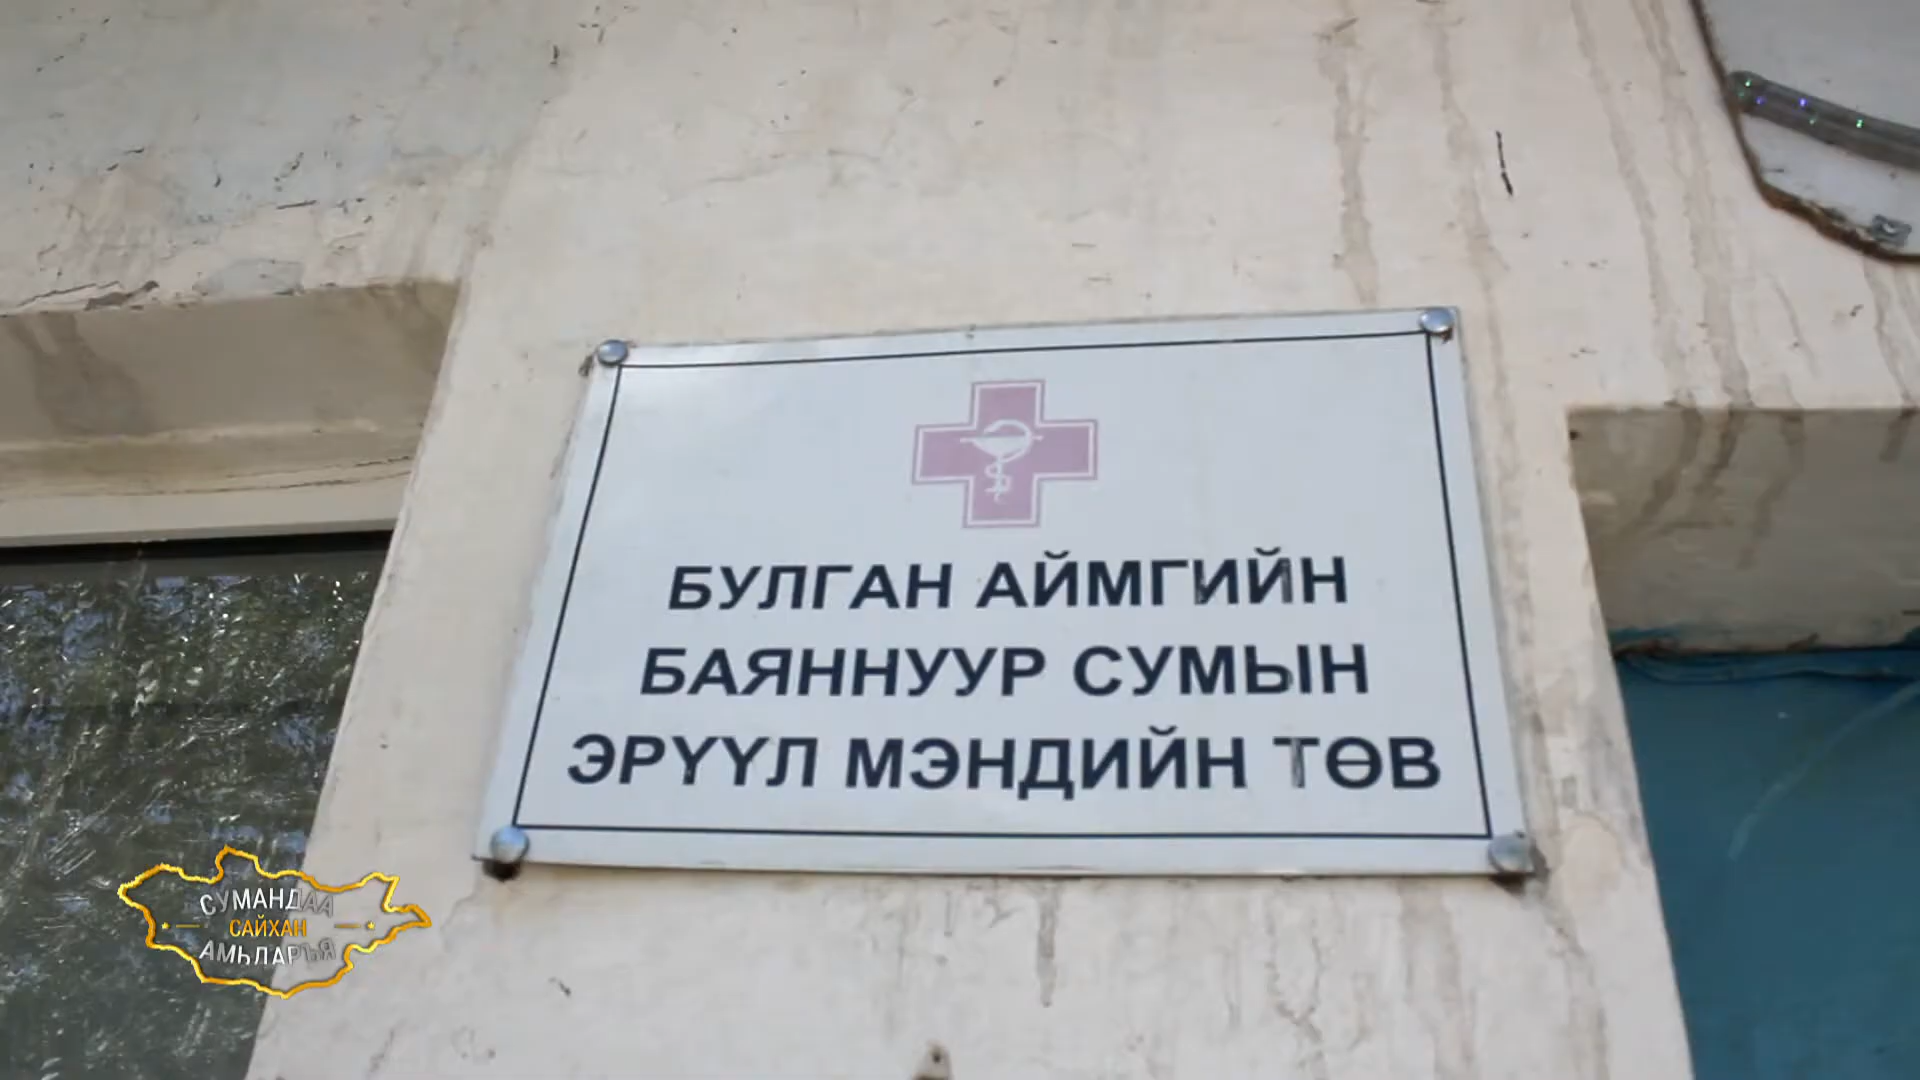 БУЛГАН АЙМГИЙН
БАЯННУУР СУМЫН
ЭРҮҮЛ МЭНДИЙН ТӨВ
СУМАНДАА
САЙХАН
АМЬДАРЪЯ